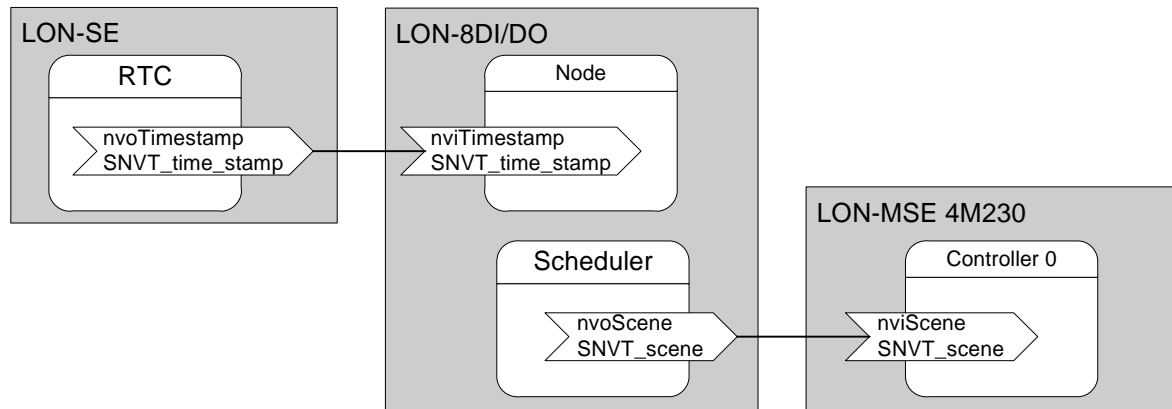 LON-SE
RTC
nvoTimestamp
SNVT_time_stamp
LON-8DI/DO
Node
nviTimestamp
SNVT_time_stamp
Scheduler
nvoScene
SNVT_scene
LON-MSE 4M230
Controller 0
nviScene
SNVT_scene